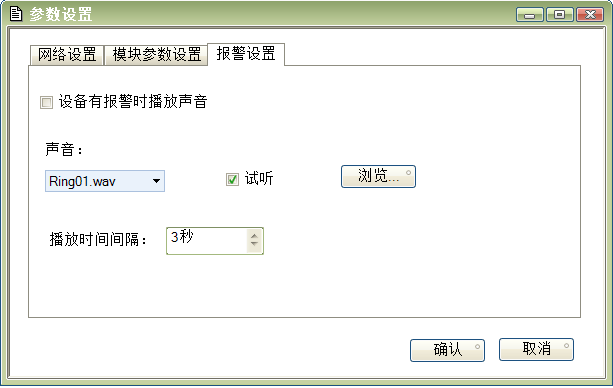 参数设置
网络设置 模块参数设置 报警设置
设备有报警时播放声音
声音：
Ring01.wav 试听 浏览...
播放时间间隔： 3秒
确认 取消